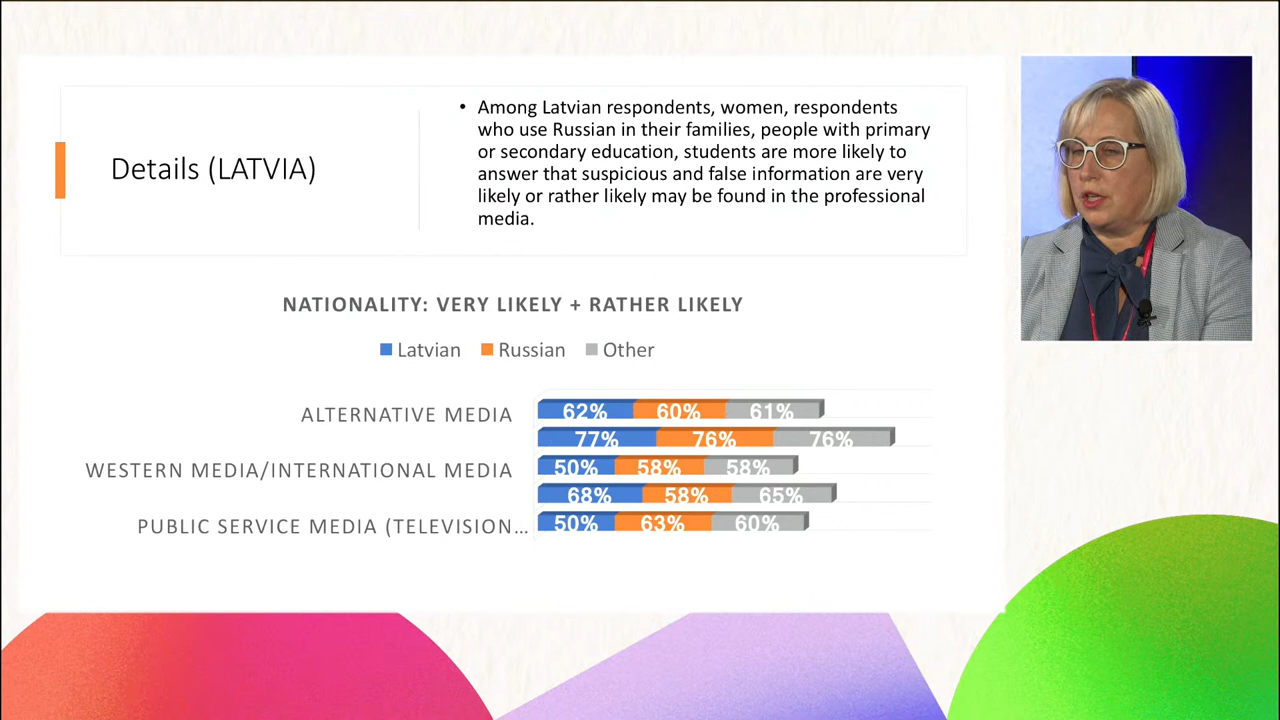 Details (LATVIA)
• Among Latvian respondents, women, respondents
who use Russian in their families, people with primary
or secondary education, students are more likely to
answer that suspicious and false information are very
likely or rather likely may be found in the professional
media.
NATIONALITY: VERY LIKELY + RATHER LIKELY
Latvian Russian Other
ALTERNATIVE MEDIA 62% 60% 61%
77% 76% 76%
WESTERN MEDIA/INTERNATIONAL MEDIA 50% 58% 58%
68% 58% 65%
PUBLIC SERVICE MEDIA (TELEVISION... 50% 63% 60%